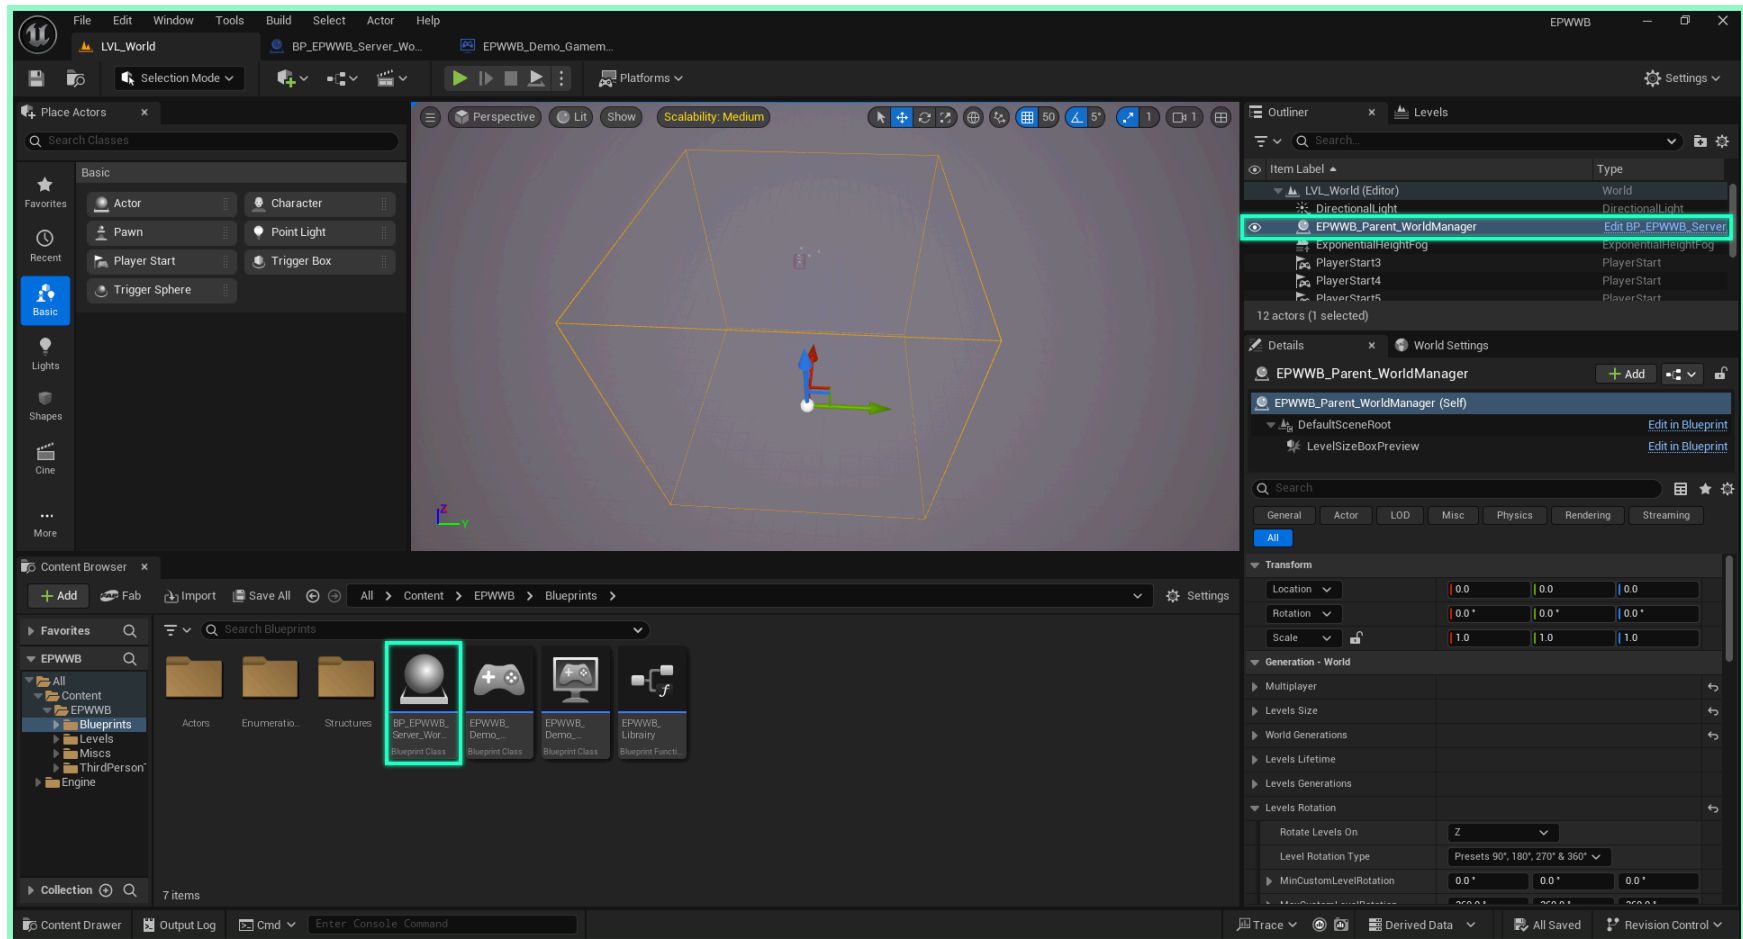 File Edit Window Tools Build Select Actor Help EPWWB
LVL_World BP_EPWWB_Server_Wo... EPWWB_Demo_Gamem...
Selection Mode Platforms Settings
Place Actors
Search Classes
Basic
Favorites
Recent
Basic
Lights
Shapes
Cine
More
Actor Character
Pawn Point Light
Player Start Trigger Box
Trigger Sphere
Perspective Lit Show Scalability: Medium 50 5° 1 1
Z
Y
Outliner Levels
Search...
Item Label Type
LVL_World (Editor) World
DirectionalLight DirectionalLight
EPWWB_Parent_WorldManager Edit BP_EPWWB_Server
ExponentialHeightFog ExponentialHeightFog
PlayerStart3 PlayerStart
PlayerStart4 PlayerStart
PlayerStart5 PlayerStart
12 actors (1 selected)
Details World Settings
EPWWB_Parent_WorldManager Add
EPWWB_Parent_WorldManager (Self)
DefaultSceneRoot Edit in Blueprint
LevelSizeBoxPreview Edit in Blueprint
Search
General Actor LOD Misc Physics Rendering Streaming
All
Transform
Location 0.0 0.0 0.0
Rotation 0.0° 0.0° 0.0°
Scale 1.0 1.0 1.0
Generation - World
Multiplayer
Levels Size
World Generations
Levels Lifetime
Levels Generations
Levels Rotation
Rotate Levels On Z
Level Rotation Type Presets 90°, 180°, 270° & 360°
MinCustomLevelRotation 0.0° 0.0° 0.0°
MaxCustomLevelRotation 360.0° 360.0° 360.0°
Content Browser
Add Fab Import Save All All > Content > EPWWB > Blueprints > Settings
Favorites
EPWWB
All
Content
EPWWB
Blueprints
Levels
Miscs
ThirdPerson
Engine
Collection
Search Blueprints
Actors Enumeratio... Structures
BP_EPWWB_
Server_Wor...
Blueprint Class
EPWWB_
Demo_...
Blueprint Class
EPWWB_
Demo_...
Blueprint Class
EPWWB_
Librairy
Blueprint Functi...
7 items
Content Drawer Output Log Cmd Enter Console Command Trace Derived Data All Saved Revision Control